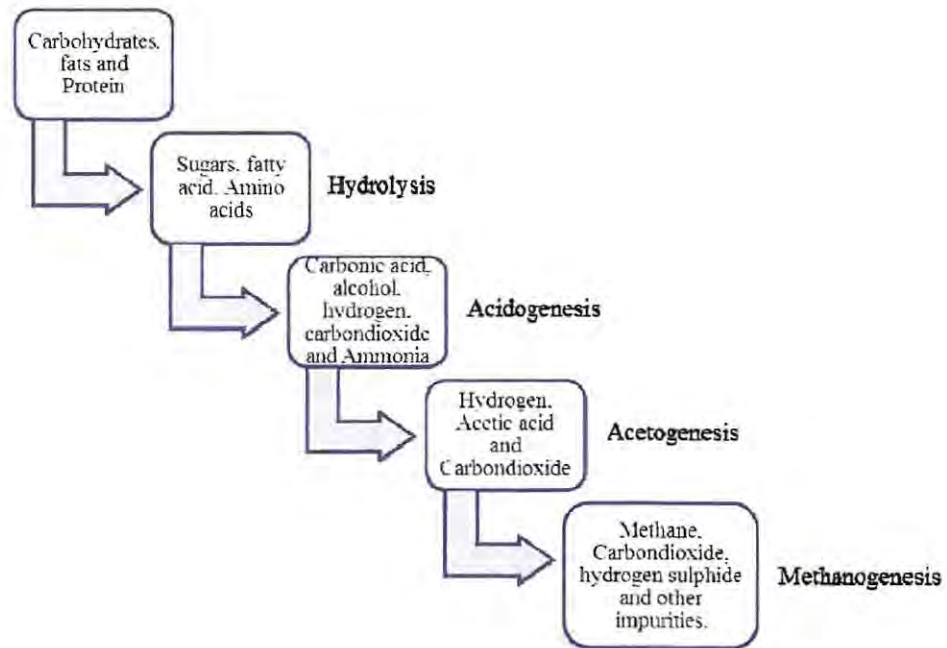 Carbohydrates,
fats and
Protein
Sugars, fatty
acid, Amino
acids
Hydrolysis
Carbonic acid,
alcohol,
hydrogen,
carbondioxide
and Ammonia
Acidogenesis
Hydrogen,
Acetic acid
and
Carbondioxide
Acetogenesis
Methane,
Carbondioxide,
hydrogen sulphide
and other
impurities.
Methanogenesis